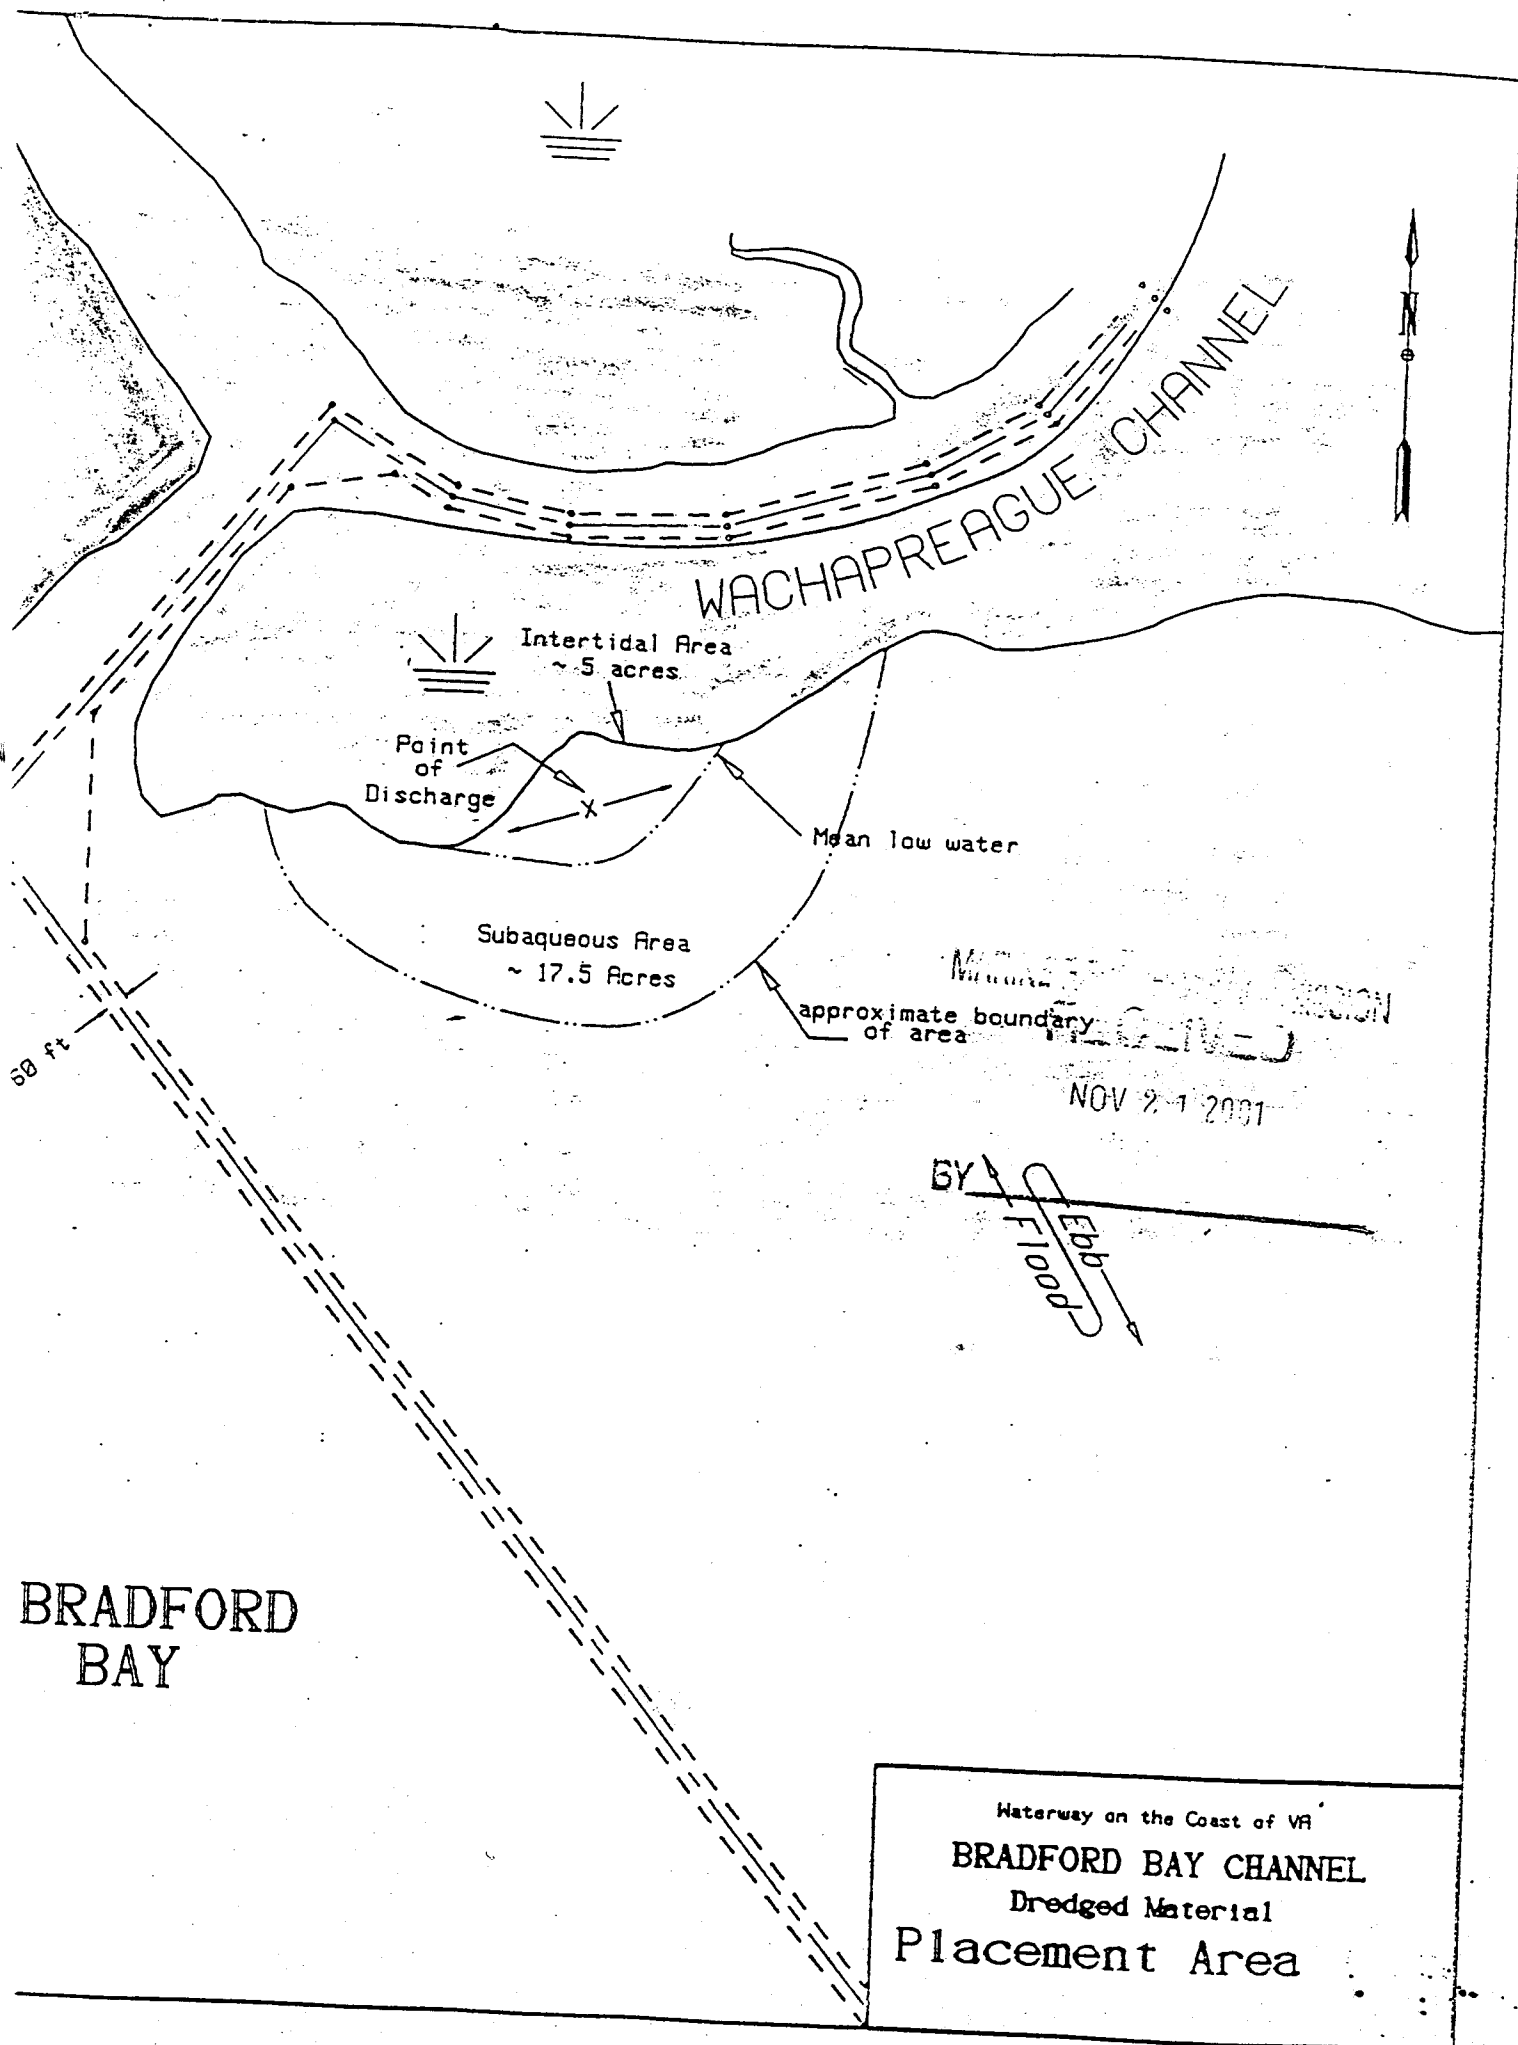 N
WACHAPREAGUE CHANNEL
Intertidal Area
~ 5 acres
Point
of
Discharge
Mean low water
Subaqueous Area
~ 17.5 Acres
approximate boundary
of area
60 ft
NOV 21 2001
BY
Ebb
Flood
BRADFORD
BAY
Waterway on the Coast of VA
BRADFORD BAY CHANNEL
Dredged Material
Placement Area